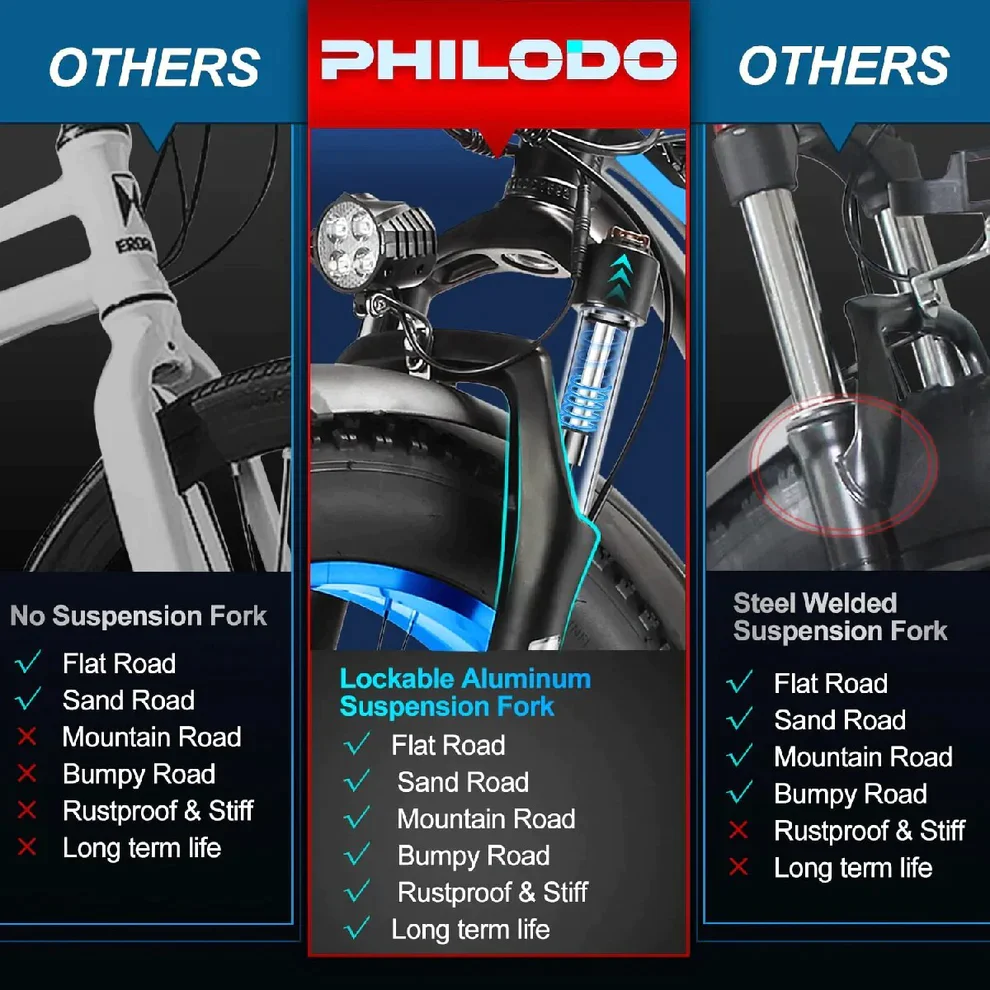 OTHERS
No Suspension Fork
Flat Road
Sand Road
Mountain Road
Bumpy Road
Rustproof & Stiff
Long term life
PHILODO
Lockable Aluminum
Suspension Fork
Flat Road
Sand Road
Mountain Road
Bumpy Road
Rustproof & Stiff
Long term life
OTHERS
Steel Welded
Suspension Fork
Flat Road
Sand Road
Mountain Road
Bumpy Road
Rustproof & Stiff
Long term life